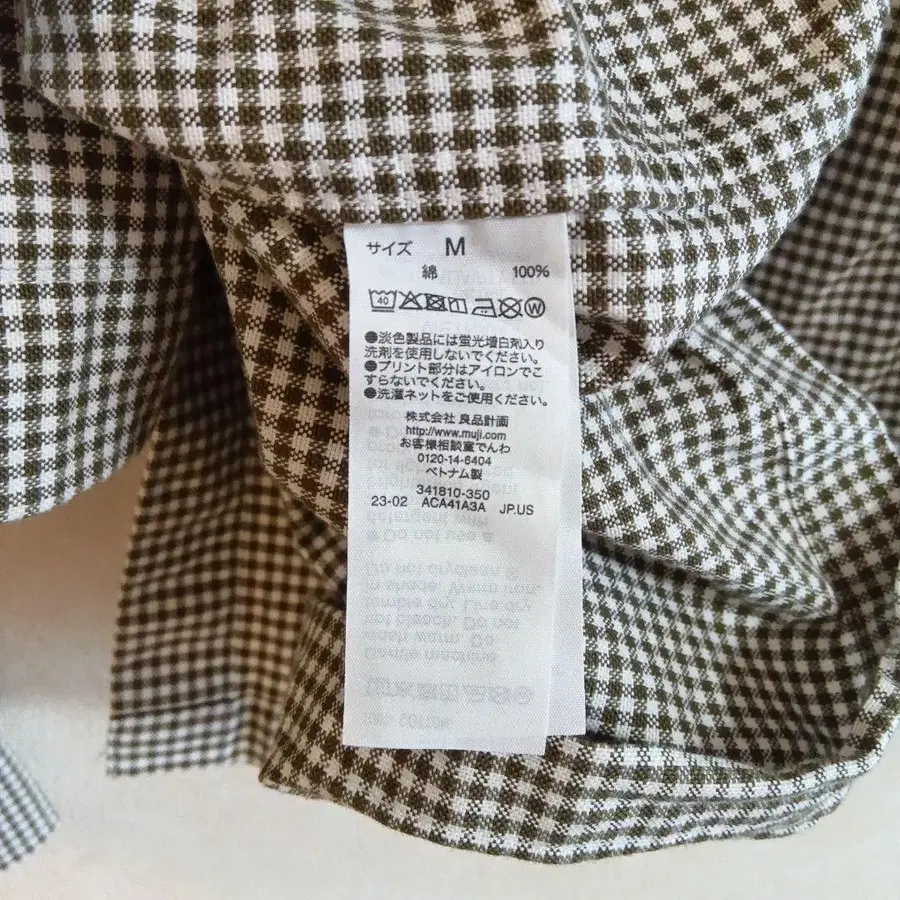 サイズ M
綿 100%
40 W
●淡色製品には蛍光増白剤入り
洗剤を使用しないでください。
●プリント部分はアイロンでこ
すらないでください。
●洗濯ネットをご使用ください。
株式会社 良品計画
http://www.muji.com
お客様相談室でんわ
0120-14-6404
ベトナム製
341810-350
23-02 ACA41A3A JP.US